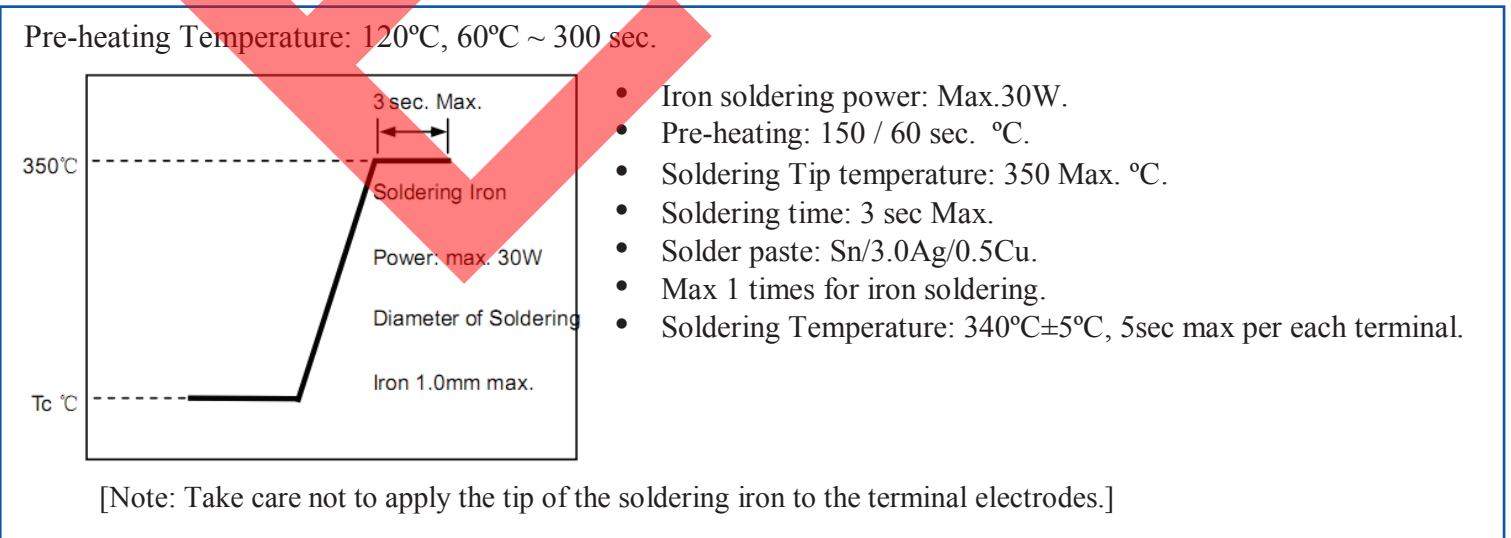 Pre-heating Temperature: 120ºC, 60ºC ~ 300 sec.
3 sec. Max.
350℃
Soldering Iron
Power: max. 30W
Diameter of Soldering
Iron 1.0mm max.
Tc ℃
• Iron soldering power: Max.30W.
• Pre-heating: 150 / 60 sec. ºC.
• Soldering Tip temperature: 350 Max. ºC.
• Soldering time: 3 sec Max.
• Solder paste: Sn/3.0Ag/0.5Cu.
• Max 1 times for iron soldering.
• Soldering Temperature: 340ºC±5ºC, 5sec max per each terminal.
[Note: Take care not to apply the tip of the soldering iron to the terminal electrodes.]